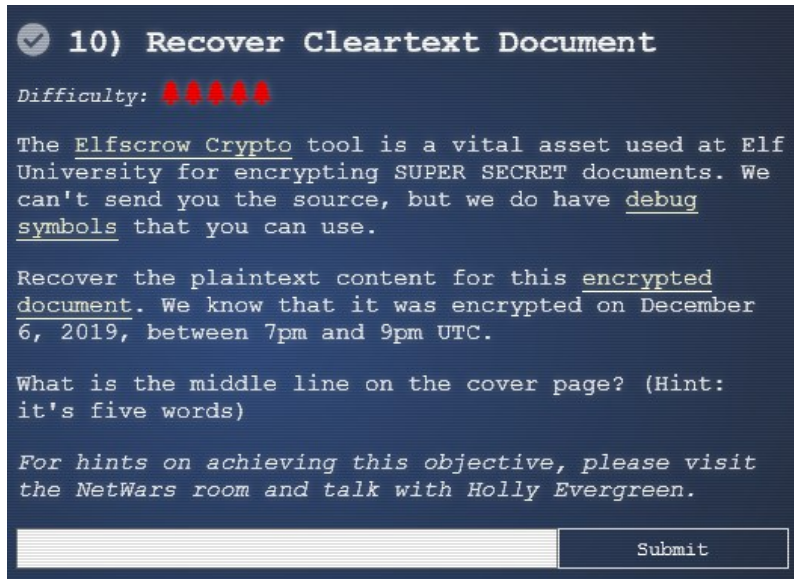 10) Recover Cleartext Document
Difficulty:
The Elfscrow Crypto tool is a vital asset used at Elf
University for encrypting SUPER SECRET documents. We
can't send you the source, but we do have debug
symbols that you can use.
Recover the plaintext content for this encrypted
document. We know that it was encrypted on December
6, 2019, between 7pm and 9pm UTC.
What is the middle line on the cover page? (Hint:
it's five words)
For hints on achieving this objective, please visit
the NetWars room and talk with Holly Evergreen.
Submit